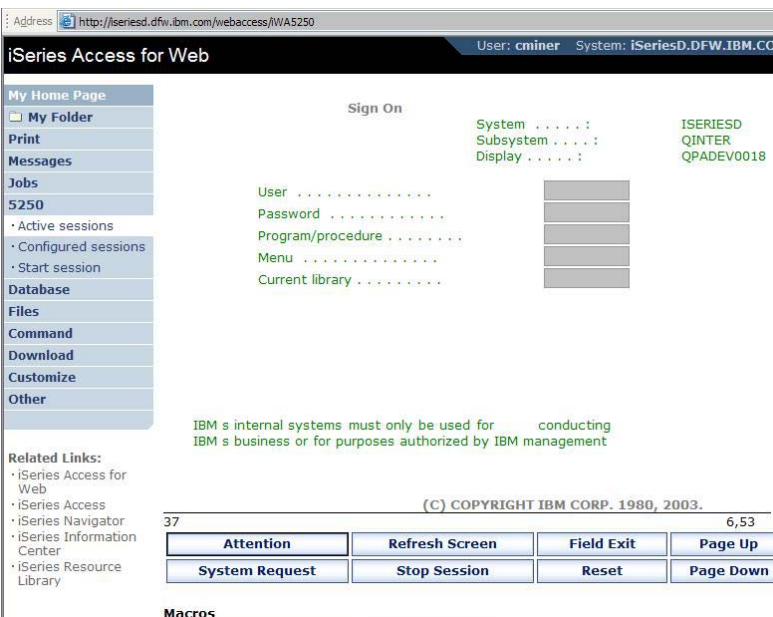 Address http://iseriesd.dfw.ibm.com/webaccess/iWA5250
iSeries Access for Web
User: cminer System: iSeriesD.DFW.IBM.CO
My Home Page
My Folder
Print
Messages
Jobs
5250
· Active sessions
· Configured sessions
· Start session
Database
Files
Command
Download
Customize
Other
Related Links:
· iSeries Access for
Web
· iSeries Access
· iSeries Navigator
· iSeries Information
Center
· iSeries Resource
Library
Sign On
System . . . . . : ISERIESD
Subsystem . . . . : QINTER
Display . . . . . : QPADEV0018
User . . . . . . . . . . . . . .
Password . . . . . . . . . . . .
Program/procedure . . . . . . . .
Menu . . . . . . . . . . . . . .
Current library . . . . . . . . .
IBM s internal systems must only be used for conducting
IBM s business or for purposes authorized by IBM management
(C) COPYRIGHT IBM CORP. 1980, 2003.
37 6,53
Attention Refresh Screen Field Exit Page Up
System Request Stop Session Reset Page Down
Macros